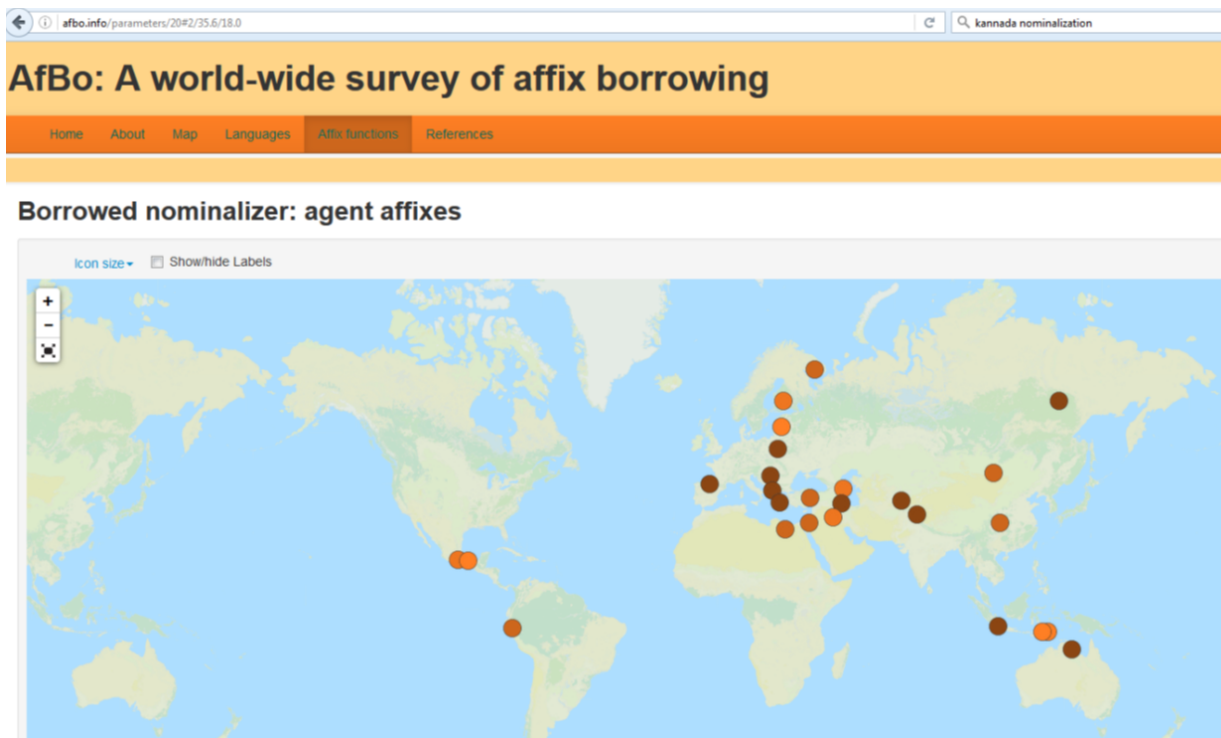 afbo.info/parameters/20#2/35.6/18.0
kannada nominalization
AfBo: A world-wide survey of affix borrowing
Home About Map Languages Affix functions References
Borrowed nominalizer: agent affixes
Icon size Show/hide Labels
+
-